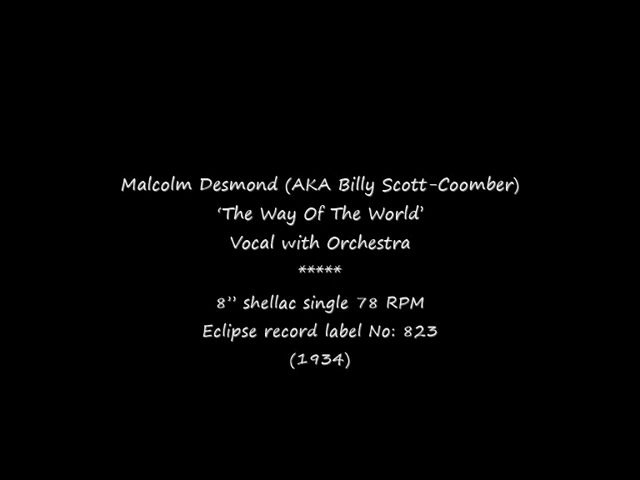 Malcolm Desmond (AKA Billy Scott-Coomber)
‘The Way Of The World’
Vocal with Orchestra
*****
8” shellac single 78 RPM
Eclipse record label No: 823
(1934)